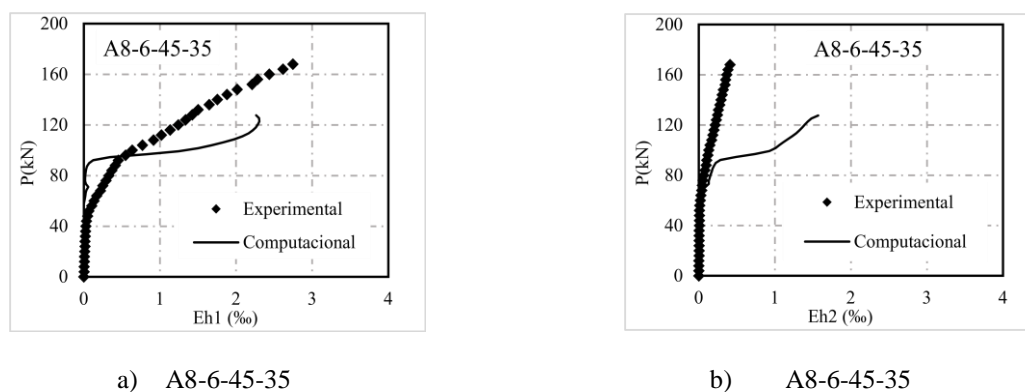 200
160
120
80
40
0
P(kN)
A8-6-45-35
Experimental
Computacional
0 1 2 3 4
Eh1 (‰)
200
160
120
80
40
0
P(kN)
A8-6-45-35
Experimental
Computacional
0 1 2 3 4
Eh2 (‰)
a) A8-6-45-35
b) A8-6-45-35